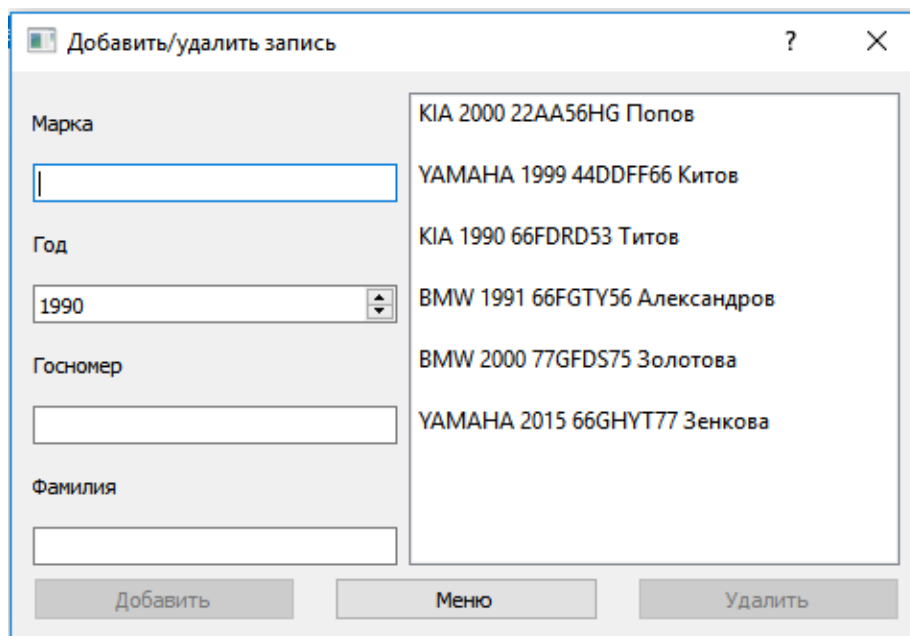 Добавить/удалить запись
?
Марка
Год
1990
Госномер
Фамилия
KIA 2000 22AA56HG Попов
YAMAHA 1999 44DDFF66 Китов
KIA 1990 66FDRD53 Титов
BMW 1991 66FGTY56 Александров
BMW 2000 77GFDS75 Золотова
YAMAHA 2015 66GHYT77 Зенкова
Добавить
Меню
Удалить